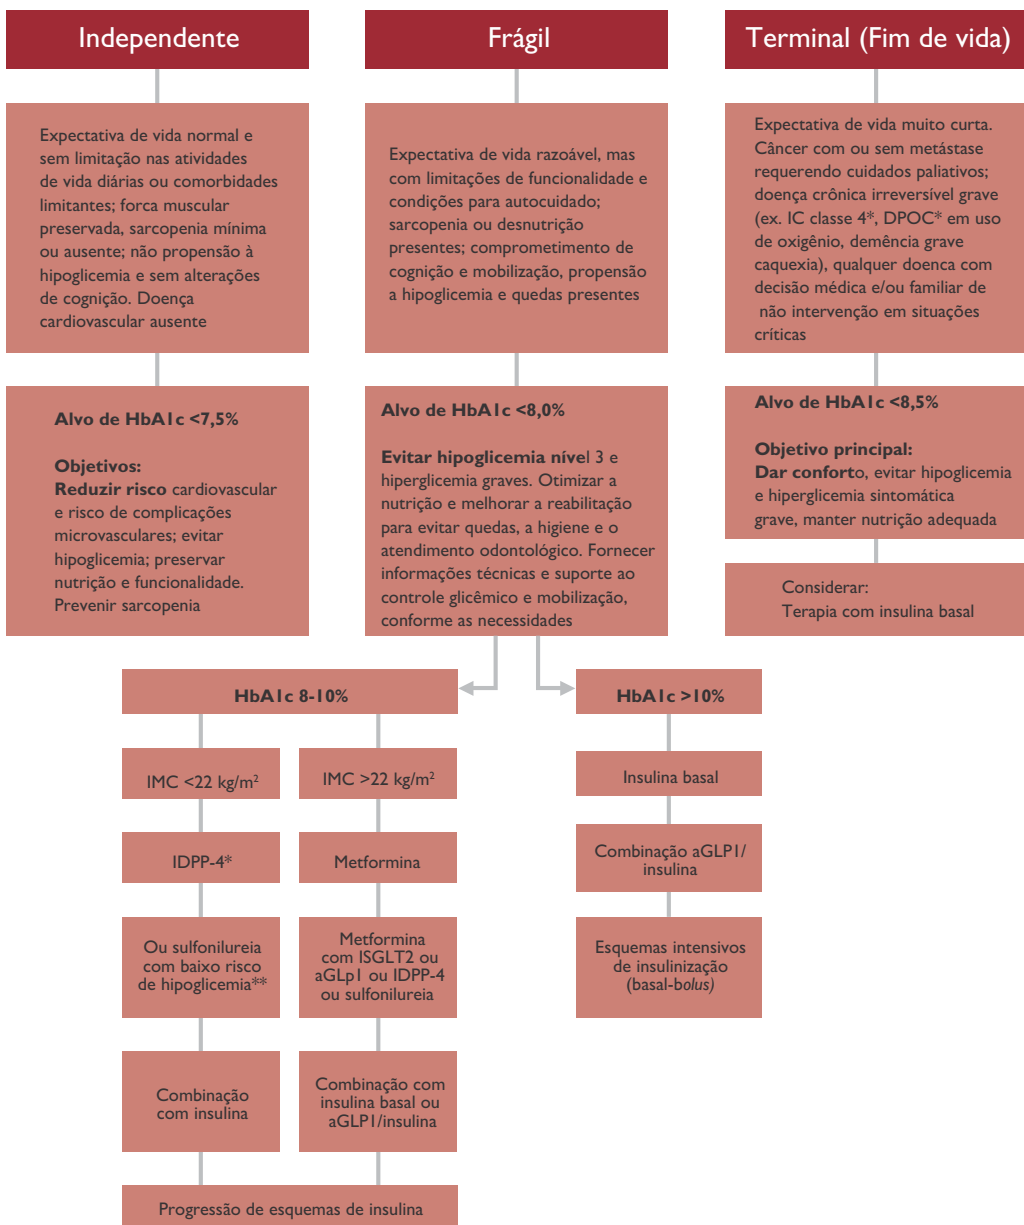 Independente
Frágil
Terminal (Fim de vida)
Expectativa de vida normal e
sem limitação nas atividades
de vida diárias ou comorbidades
limitantes; forca muscular
preservada, sarcopenia mínima
ou ausente; não propensão à
hipoglicemia e sem alterações
de cognição. Doença
cardiovascular ausente
Expectativa de vida razoável, mas
com limitações de funcionalidade e
condições para autocuidado;
sarcopenia ou desnutrição
presentes; comprometimento de
cognição e mobilização, propensão
a hipoglicemia e quedas presentes
Expectativa de vida muito curta.
Câncer com ou sem metástase
requerendo cuidados paliativos;
doença crônica irreversível grave
(ex. IC classe 4*, DPOC* em uso
de oxigênio, demência grave
caquexia), qualquer doenca com
decisão médica e/ou familiar de
não intervenção em situações
críticas
Alvo de HbA1c <7,5%
Objetivos:
Reduzir risco cardiovascular
e risco de complicações
microvasculares; evitar
hipoglicemia; preservar
nutrição e funcionalidade.
Prevenir sarcopenia
Alvo de HbA1c <8,0%
Evitar hipoglicemia nível 3 e
hiperglicemia graves. Otimizar a
nutrição e melhorar a reabilitação
para evitar quedas, a higiene e o
atendimento odontológico. Fornecer
informações técnicas e suporte ao
controle glicêmico e mobilização,
conforme as necessidades
Alvo de HbA1c <8,5%
Objetivo principal:
Dar conforto, evitar hipoglicemia
e hiperglicemia sintomática
grave, manter nutrição adequada
Considerar:
Terapia com insulina basal
HbA1c 8-10%
HbA1c >10%
IMC <22 kg/m²
IMC >22 kg/m²
Insulina basal
IDPP-4*
Metformina
Combinação aGLP1/
insulina
Ou sulfonilureia
com baixo risco
de hipoglicemia**
Metformina
com ISGLT2 ou
aGLp1 ou IDPP-4
ou sulfonilureia
Esquemas intensivos
de insulinização
(basal-bolus)
Combinação
com insulina
Combinação com
insulina basal ou
aGLP1/insulina
Progressão de esquemas de insulina